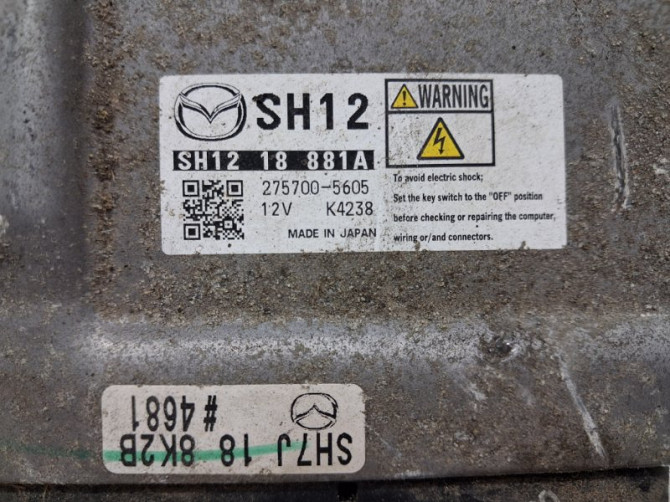 SH12
SH12 18 881A
275700-5605
12V K4238
MADE IN JAPAN
WARNING
To avoid electric shock;
Set the key switch to the "OFF" position
before checking or repairing the computer,
wiring or/and connectors.
SH7J 18 8K2B
#4681